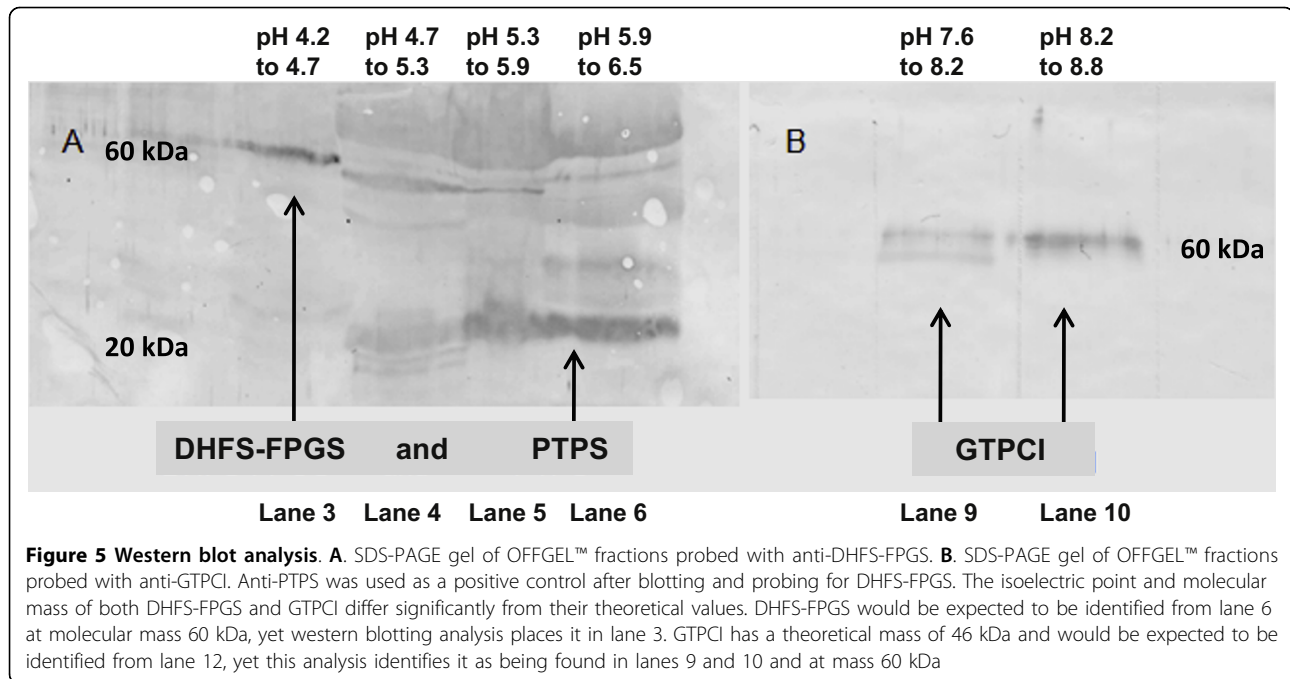 pH 4.2 pH 4.7 pH 5.3 pH 5.9 pH 7.6 pH 8.2
to 4.7 to 5.3 to 5.9 to 6.5 to 8.2 to 8.8
A 60 kDa
20 kDa
B
60 kDa
DHFS-FPGS and PTPS
GTPCI
Lane 3 Lane 4 Lane 5 Lane 6 Lane 9 Lane 10
Figure 5 Western blot analysis. A. SDS-PAGE gel of OFFGEL™ fractions probed with anti-DHFS-FPGS. B. SDS-PAGE gel of OFFGEL™ fractions
probed with anti-GTPCI. Anti-PTPS was used as a positive control after blotting and probing for DHFS-FPGS. The isoelectric point and molecular
mass of both DHFS-FPGS and GTPCI differ significantly from their theoretical values. DHFS-FPGS would be expected to be identified from lane 6
at molecular mass 60 kDa, yet western blotting analysis places it in lane 3. GTPCI has a theoretical mass of 46 kDa and would be expected to be
identified from lane 12, yet this analysis identifies it as being found in lanes 9 and 10 and at mass 60 kDa